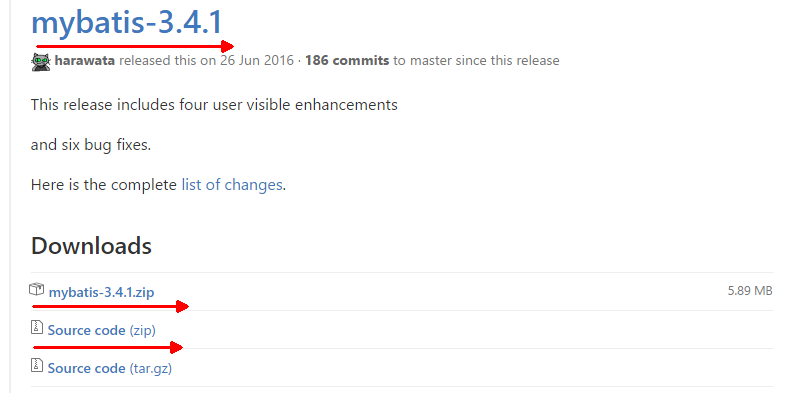 mybatis-3.4.1
harawata released this on 26 Jun 2016 · 186 commits to master since this release
This release includes four user visible enhancements
and six bug fixes.
Here is the complete list of changes.
Downloads
mybatis-3.4.1.zip 5.89 MB
Source code (zip)
Source code (tar.gz)